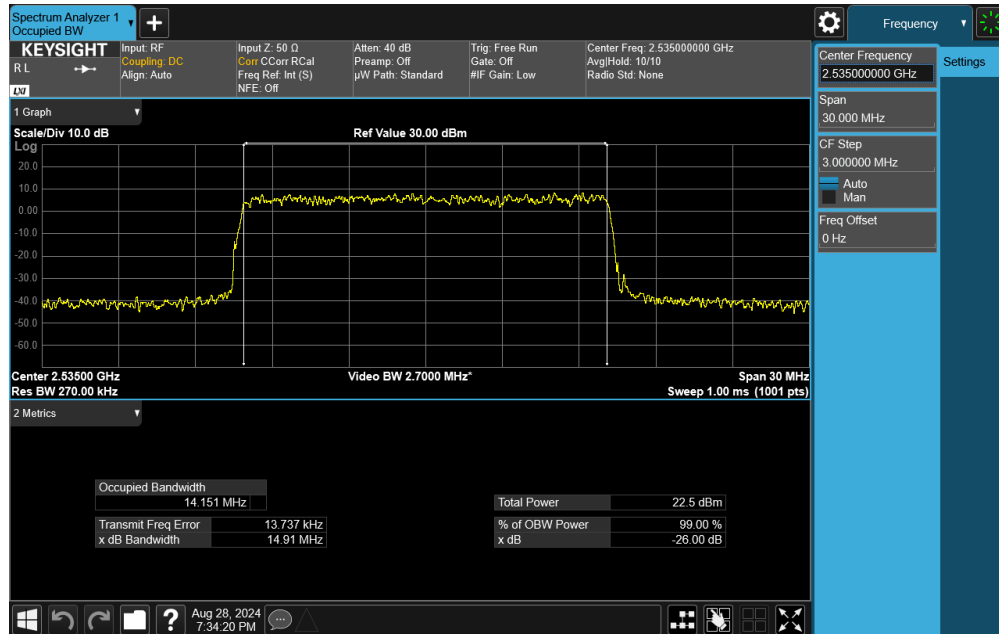 Spectrum Analyzer 1
Occupied BW
Frequency
KEYSIGHT
R L
LXI
Input: RF
Coupling: DC
Align: Auto
Input Z: 50 Ω
Corr CCorr RCal
Freq Ref: Int (S)
NFE: Off
Atten: 40 dB
Preamp: Off
µW Path: Standard
Trig: Free Run
Gate: Off
#IF Gain: Low
Center Freq: 2.535000000 GHz
Avg|Hold: 10/10
Radio Std: None
Center Frequency
2.535000000 GHz
Settings
Span
30.000 MHz
CF Step
3.000000 MHz
Auto
Man
Freq Offset
0 Hz
1 Graph
Scale/Div 10.0 dB
Ref Value 30.00 dBm
Log
20.0
10.0
0.00
-10.0
-20.0
-30.0
-40.0
-50.0
-60.0
Center 2.53500 GHz
Video BW 2.7000 MHz*
Span 30 MHz
Res BW 270.00 kHz
Sweep 1.00 ms (1001 pts)
2 Metrics
Occupied Bandwidth
14.151 MHz
Total Power 22.5 dBm
Transmit Freq Error 13.737 kHz
% of OBW Power 99.00 %
x dB Bandwidth 14.91 MHz
x dB -26.00 dB
?
Aug 28, 2024
7:34:20 PM